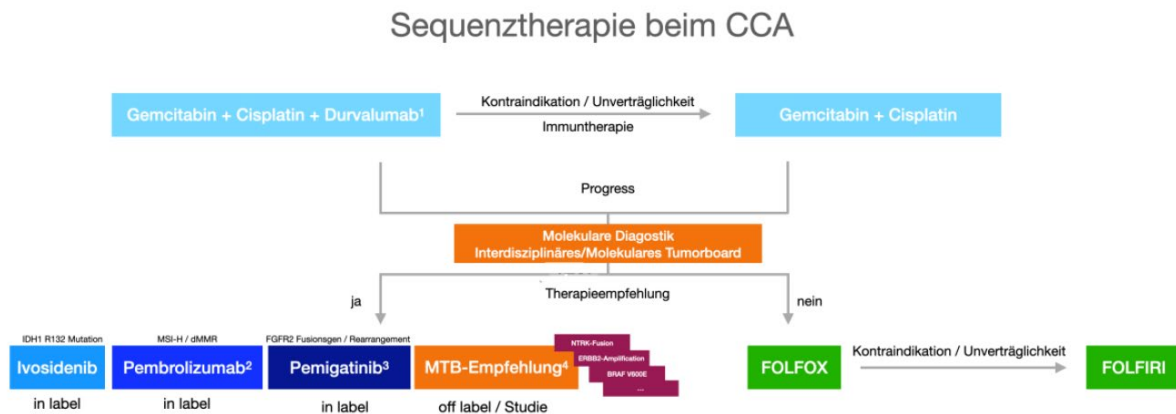 Sequenztherapie beim CCA
Gemcitabin + Cisplatin + Durvalumab¹
Kontraindikation / Unverträglichkeit
Immuntherapie
Gemcitabin + Cisplatin
Progress
Molekulare Diagnostik
Interdisziplinäres/Molekulares Tumorboard
ja
Therapieempfehlung
nein
IDH1 R132 Mutation
Ivosidenib
in label
MSI-H / dMMR
Pembrolizumab²
in label
FGFR2 Fusionsgen / Rearrangement
Pemigatinib³
in label
MTB-Empfehlung⁴
off label / Studie
NTRK-Fusion
ERBB2-Amplification
BRAF V600E
...
FOLFOX
Kontraindikation / Unverträglichkeit
FOLFIRI